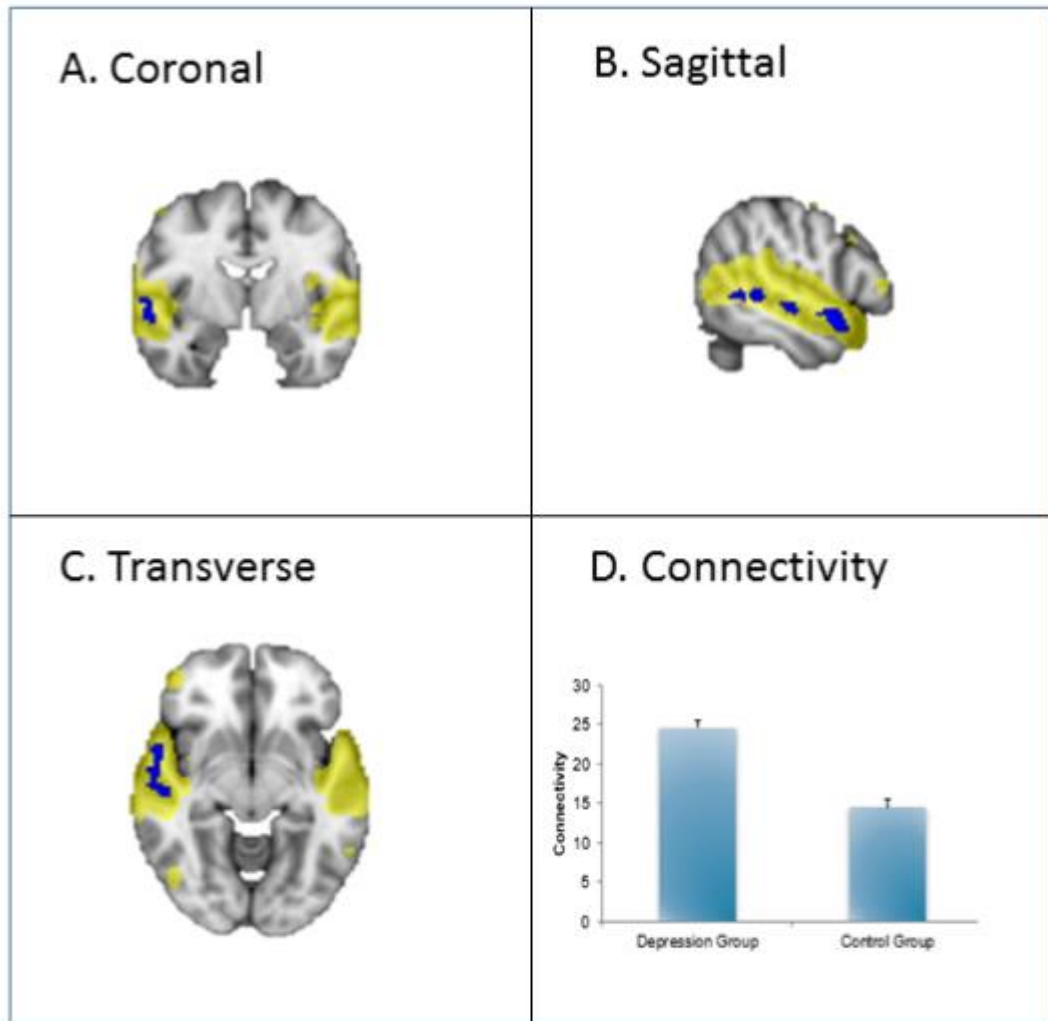 A. Coronal
B. Sagittal
C. Transverse
D. Connectivity
30
25
20
15
10
5
0
Connectivity
Depression Group
Control Group